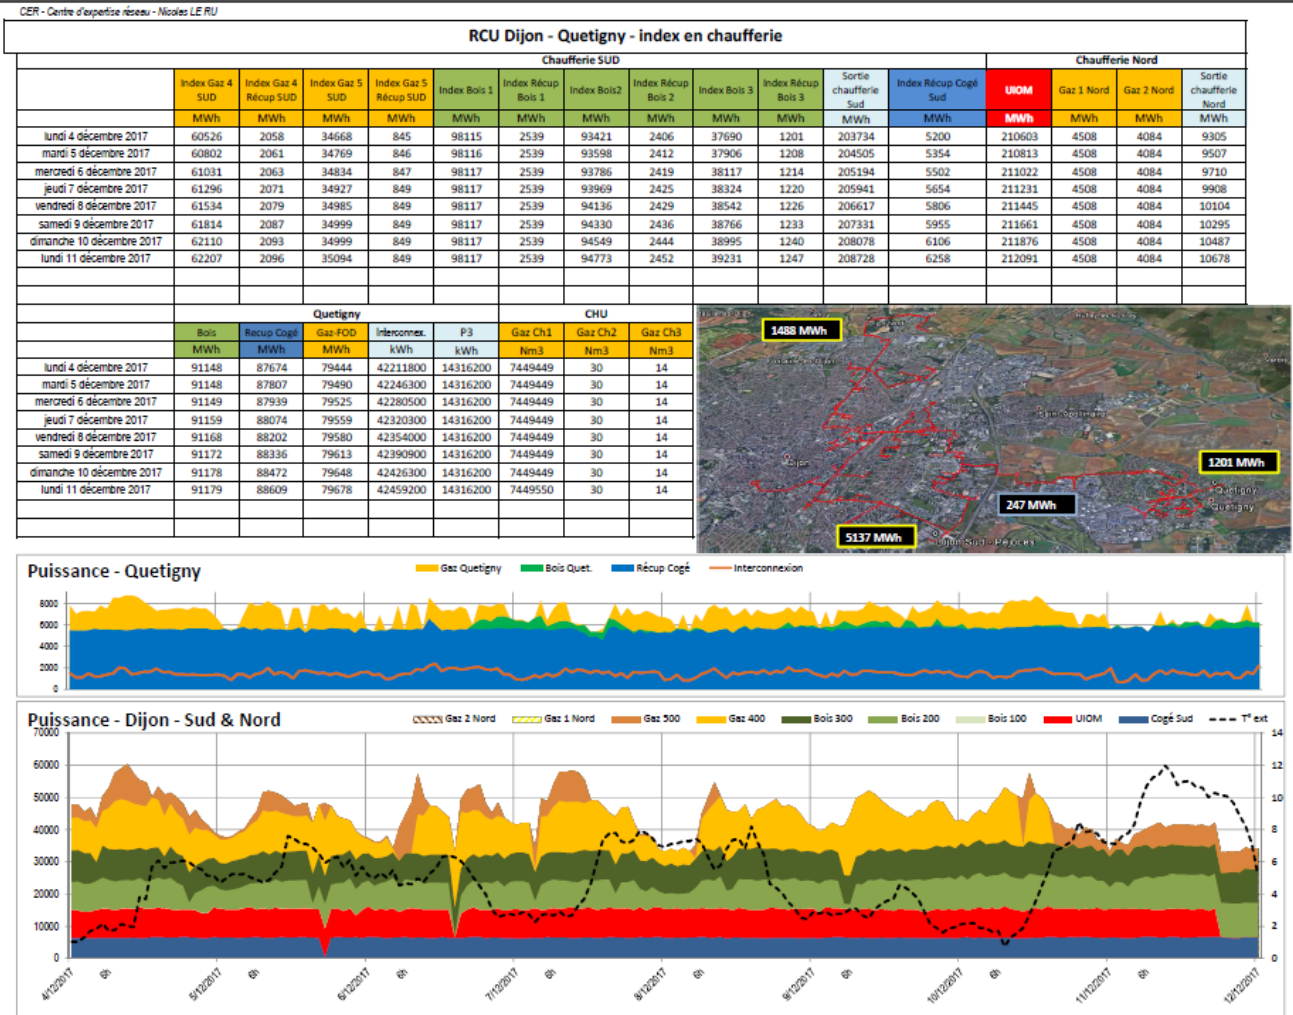 CER - Centre d'expertise réseau - Nicolas LE RU
RCU Dijon - Quetigny - index en chaufferie
Chaufferie SUD Chaufferie Nord
Index Gaz 4 SUD Index Gaz 4 Récup SUD Index Gaz 5 SUD Index Gaz 5 Récup SUD Index Bois 1 Index Récup Bois 1 Index Bois2 Index Récup Bois 2 Index Bois 3 Index Récup Bois 3 Sortie chaufferie Sud Index Récup Cogé Sud UIOM Gaz 1 Nord Gaz 2 Nord Sortie chaufferie Nord
MWh MWh MWh MWh MWh MWh MWh MWh MWh MWh MWh MWh MWh MWh MWh MWh
lundi 4 décembre 2017 60526 2058 34668 845 98115 2539 93421 2406 37690 1201 203734 5200 210603 4508 4084 9305
mardi 5 décembre 2017 60802 2061 34769 846 98116 2539 93598 2412 37906 1208 204505 5354 210813 4508 4084 9507
mercredi 6 décembre 2017 61031 2063 34834 847 98117 2539 93786 2419 38117 1214 205194 5502 211022 4508 4084 9710
jeudi 7 décembre 2017 61296 2071 34927 849 98117 2539 93969 2425 38324 1220 205941 5654 211231 4508 4084 9908
vendredi 8 décembre 2017 61534 2079 34985 849 98117 2539 94136 2429 38542 1226 206617 5806 211445 4508 4084 10104
samedi 9 décembre 2017 61814 2087 34999 849 98117 2539 94330 2436 38766 1233 207331 5955 211661 4508 4084 10295
dimanche 10 décembre 2017 62110 2093 34999 849 98117 2539 94549 2444 38995 1240 208078 6106 211876 4508 4084 10487
lundi 11 décembre 2017 62207 2096 35094 849 98117 2539 94773 2452 39231 1247 208728 6258 212091 4508 4084 10678
Quetigny CHU
Bois Recup Cogé Gaz-FOD Interconnex. P3 Gaz Ch1 Gaz Ch2 Gaz Ch3
MWh MWh MWh kWh kWh Nm3 Nm3 Nm3
lundi 4 décembre 2017 91148 87674 79444 42211800 14316200 7449449 30 14
mardi 5 décembre 2017 91148 87807 79490 42246300 14316200 7449449 30 14
mercredi 6 décembre 2017 91149 87939 79525 42280500 14316200 7449449 30 14
jeudi 7 décembre 2017 91159 88074 79559 42320300 14316200 7449449 30 14
vendredi 8 décembre 2017 91168 88202 79580 42354000 14316200 7449449 30 14
samedi 9 décembre 2017 91172 88336 79613 42390900 14316200 7449449 30 14
dimanche 10 décembre 2017 91178 88472 79648 42426300 14316200 7449449 30 14
lundi 11 décembre 2017 91179 88609 79678 42459200 14316200 7449550 30 14
1488 MWh
Saint-Apollinaire
Dijon
1201 MWh
Quetigny
Quetigny
247 MWh
5137 MWh
Dijon Sud - Péjoces
Puissance - Quetigny
Gaz Quetigny Bois Quet. Récup Cogé Interconnexion
8000
6000
4000
2000
0
Puissance - Dijon - Sud & Nord
Gaz 2 Nord Gaz 1 Nord Gaz 500 Gaz 400 Bois 300 Bois 200 Bois 100 UIOM Cogé Sud T° ext
70000 14
60000 12
50000 10
40000 8
30000 6
20000 4
10000 2
0 0
4/12/2017 6h 5/12/2017 6h 6/12/2017 6h 7/12/2017 6h 8/12/2017 6h 9/12/2017 6h 10/12/2017 6h 11/12/2017 6h 12/12/2017